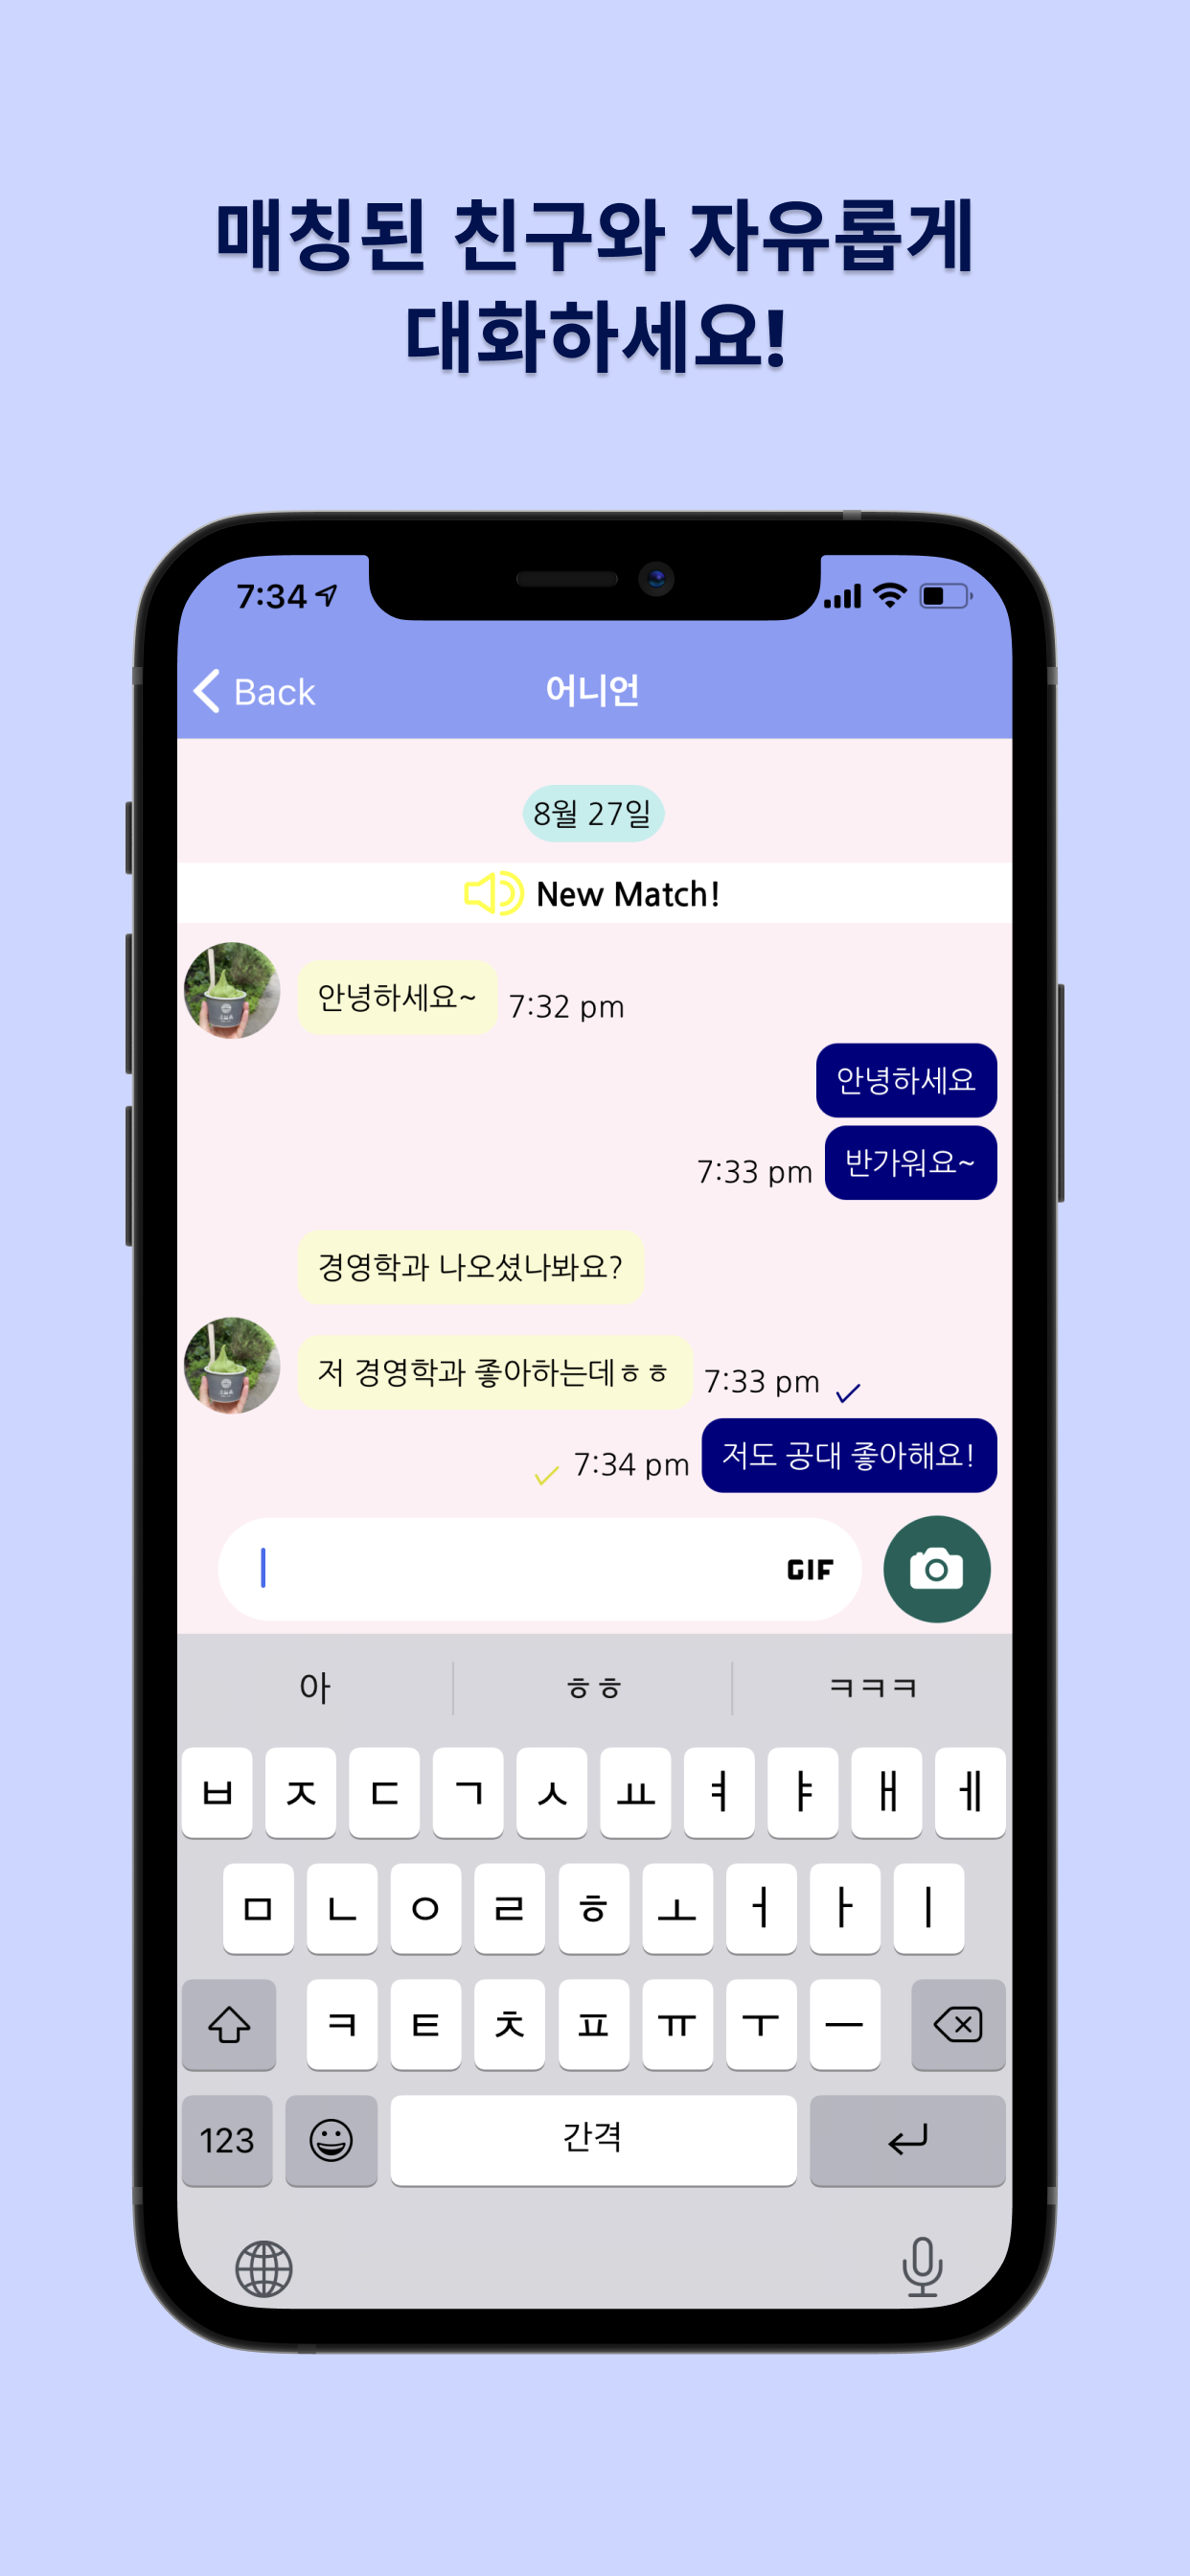 매칭된 친구와 자유롭게
대화하세요!
7:34
Back
어니언
8월 27일
New Match!
안녕하세요~
7:32 pm
안녕하세요
반가워요~
7:33 pm
경영학과 나오셨나봐요?
저 경영학과 좋아하는데ㅎㅎ
7:33 pm
저도 공대 좋아해요!
7:34 pm
GIF
아 ㅎㅎ ㅋㅋㅋ
ㅂ ㅈ ㄷ ㄱ ㅅ ㅛ ㅕ ㅑ ㅐ ㅔ
ㅁ ㄴ ㅇ ㄹ ㅎ ㅗ ㅓ ㅏ ㅣ
ㅋ ㅌ ㅊ ㅍ ㅠ ㅜ ㅡ
123 간격